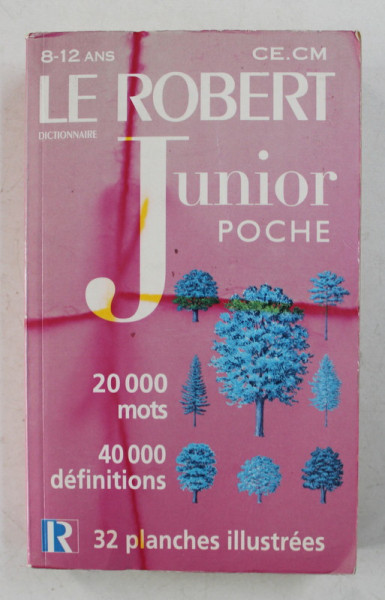 8-12 ANS CE.CM
LE ROBERT
DICTIONNAIRE
Junior
POCHE
20 000
mots
40 000
définitions
R
32 planches illustrées